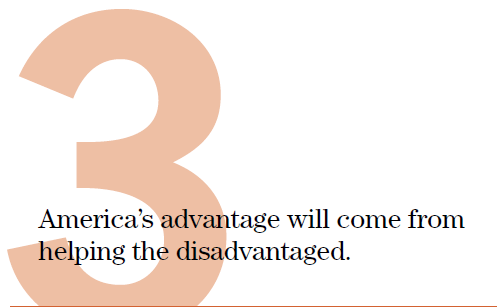 3
America’s advantage will come from
helping the disadvantaged.